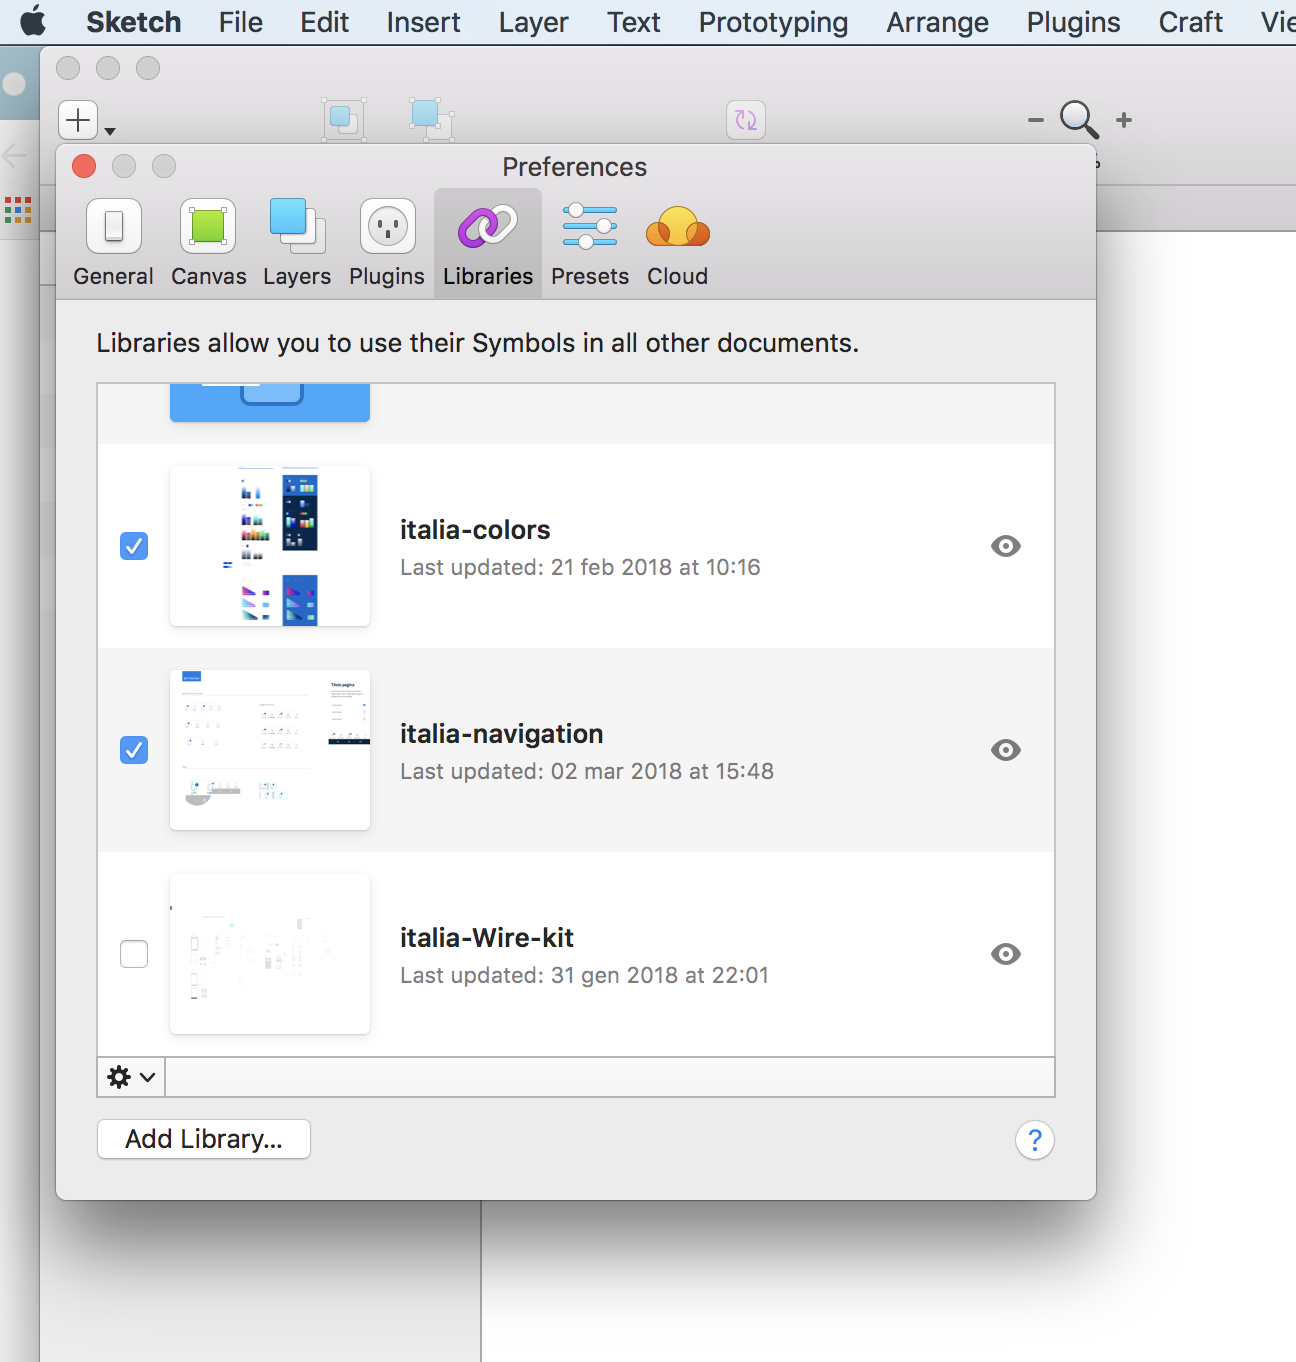 Sketch File Edit Insert Layer Text Prototyping Arrange Plugins Craft Vie
Preferences
General Canvas Layers Plugins Libraries Presets Cloud
Libraries allow you to use their Symbols in all other documents.
italia-colors
Last updated: 21 feb 2018 at 10:16
italia-navigation
Last updated: 02 mar 2018 at 15:48
Titolo pagina
italia-Wire-kit
Last updated: 31 gen 2018 at 22:01
Add Library...
?